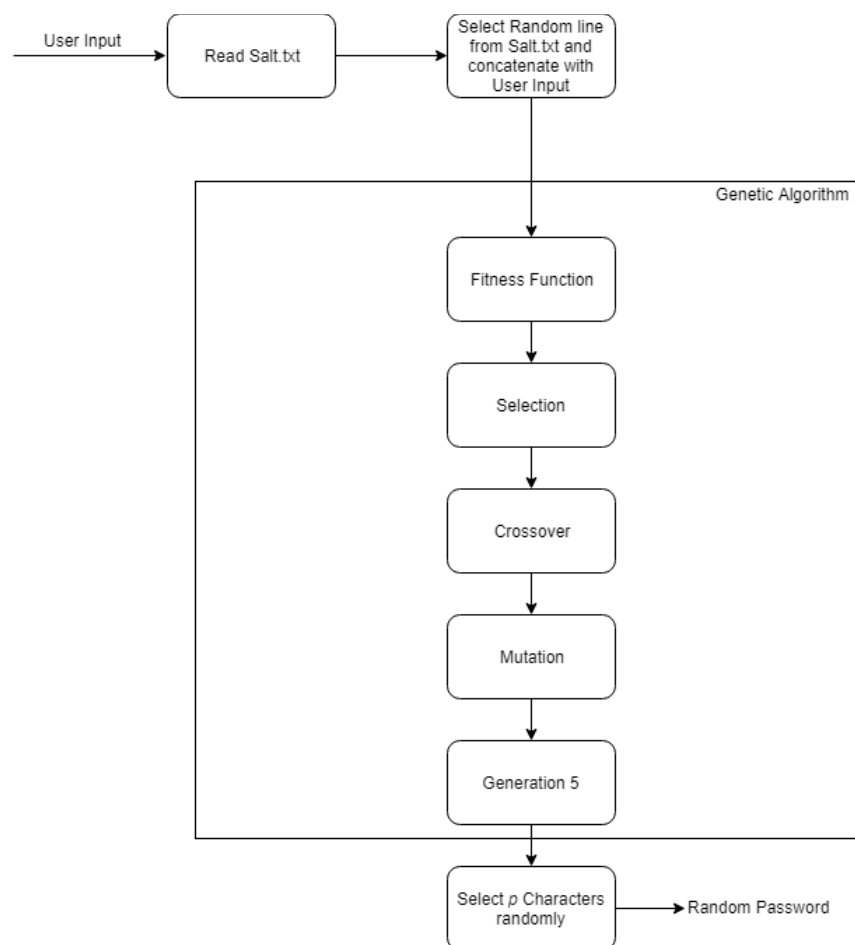 User Input
Read Salt.txt
Select Random line
from Salt.txt and
concatenate with
User Input
Genetic Algorithm
Fitness Function
Selection
Crossover
Mutation
Generation 5
Select p Characters
randomly
Random Password